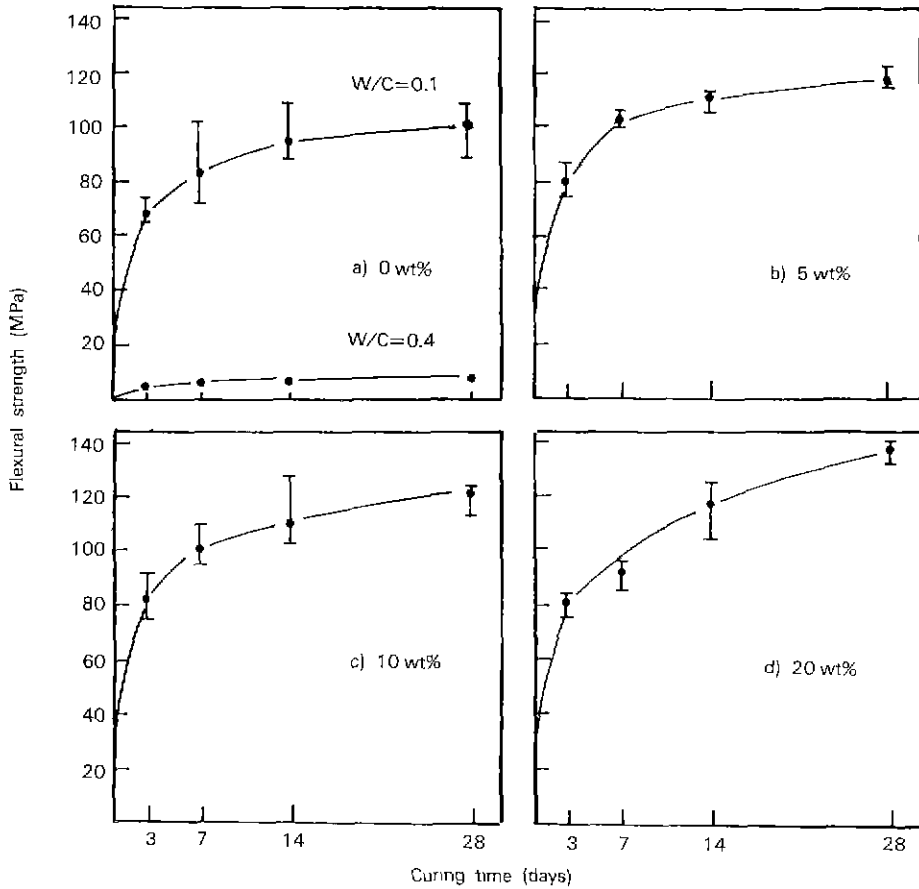 140
120
100
80
60
40
20
W/C=0.1
a) 0 wt%
W/C=0.4
b) 5 wt%
Flexural strength (MPa)
140
120
100
80
60
40
20
c) 10 wt%
d) 20 wt%
3 7 14 28
3 7 14 28
Curing time (days)